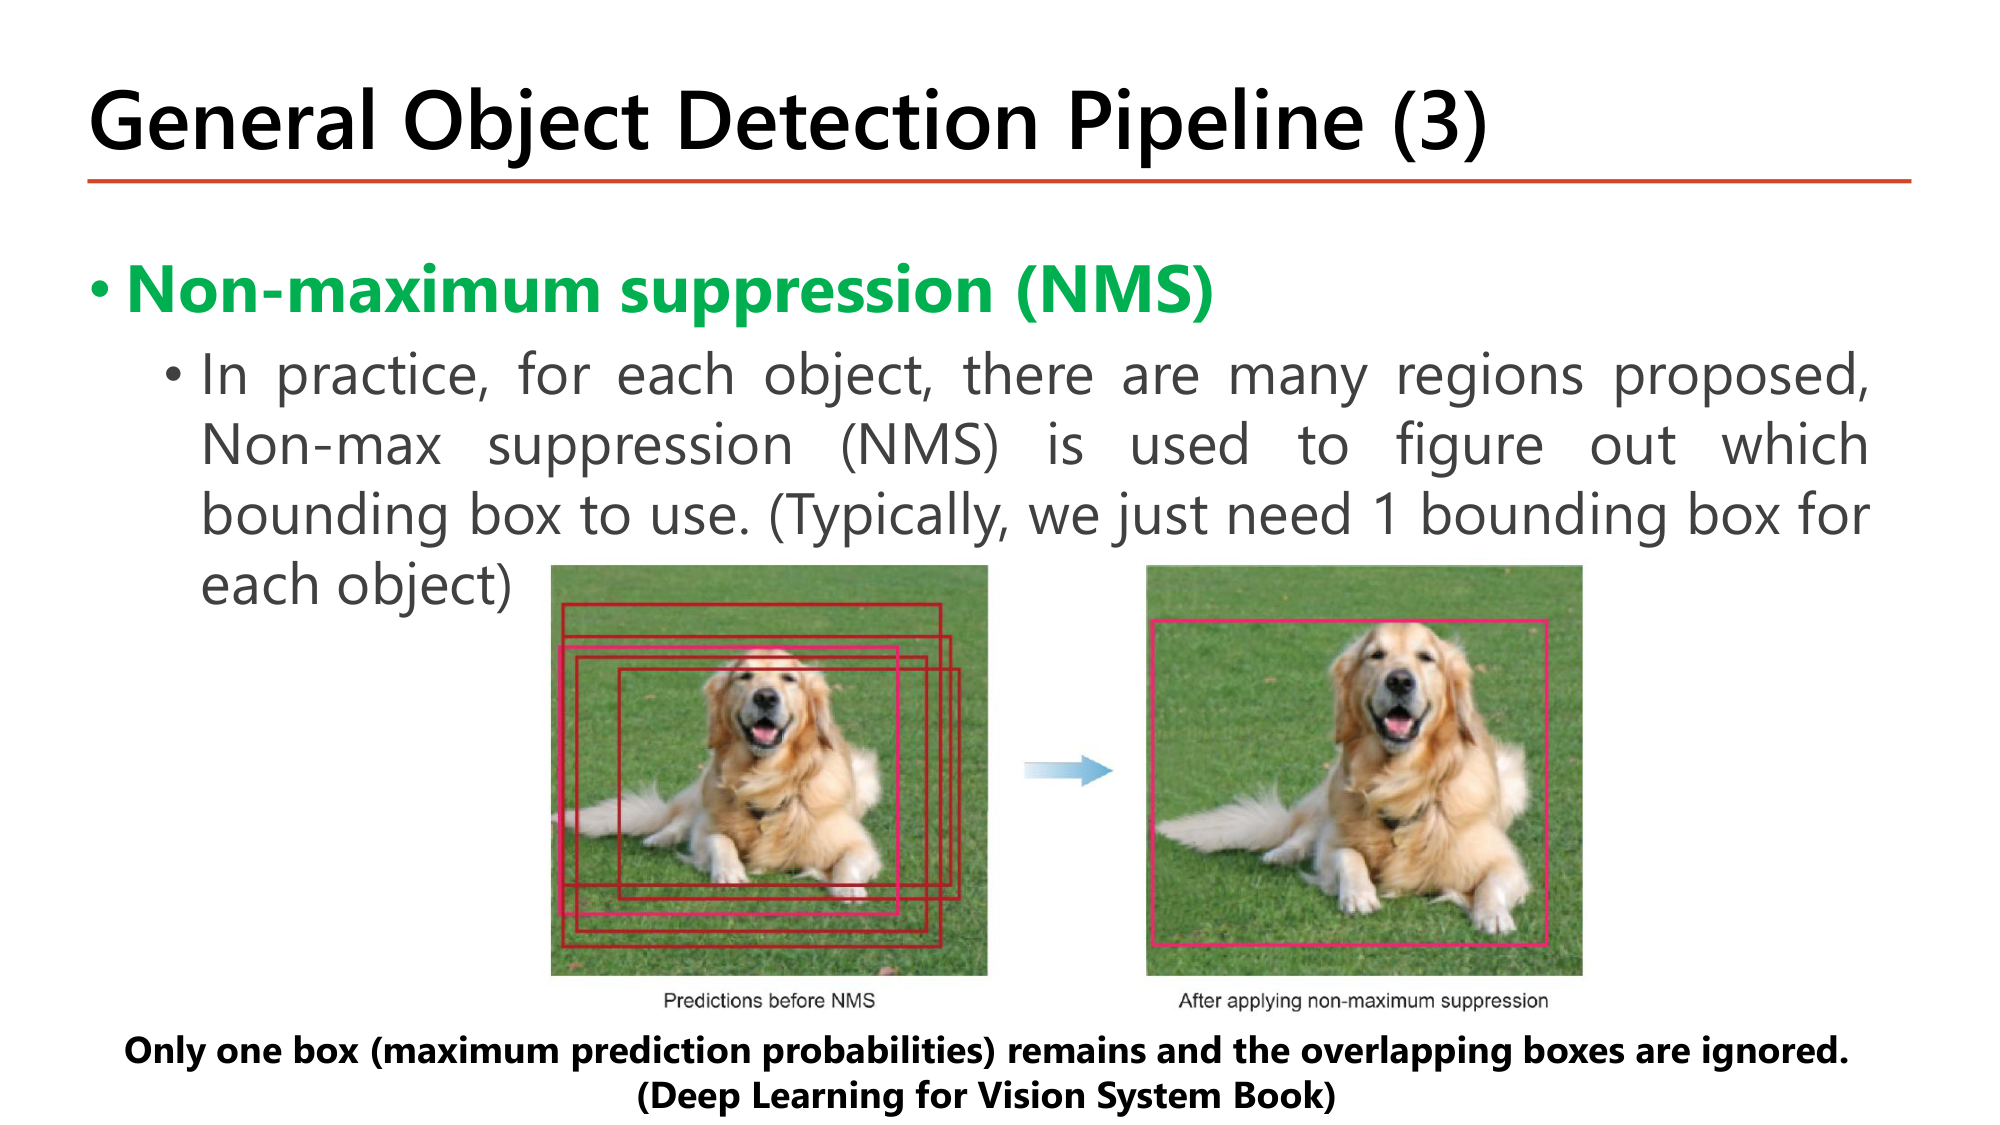 General Object Detection Pipeline (3)
• Non-maximum suppression (NMS)
• In practice, for each object, there are many regions proposed,
Non-max suppression (NMS) is used to figure out which
bounding box to use. (Typically, we just need 1 bounding box for
each object)
Predictions before NMS
After applying non-maximum suppression
Only one box (maximum prediction probabilities) remains and the overlapping boxes are ignored.
(Deep Learning for Vision System Book)